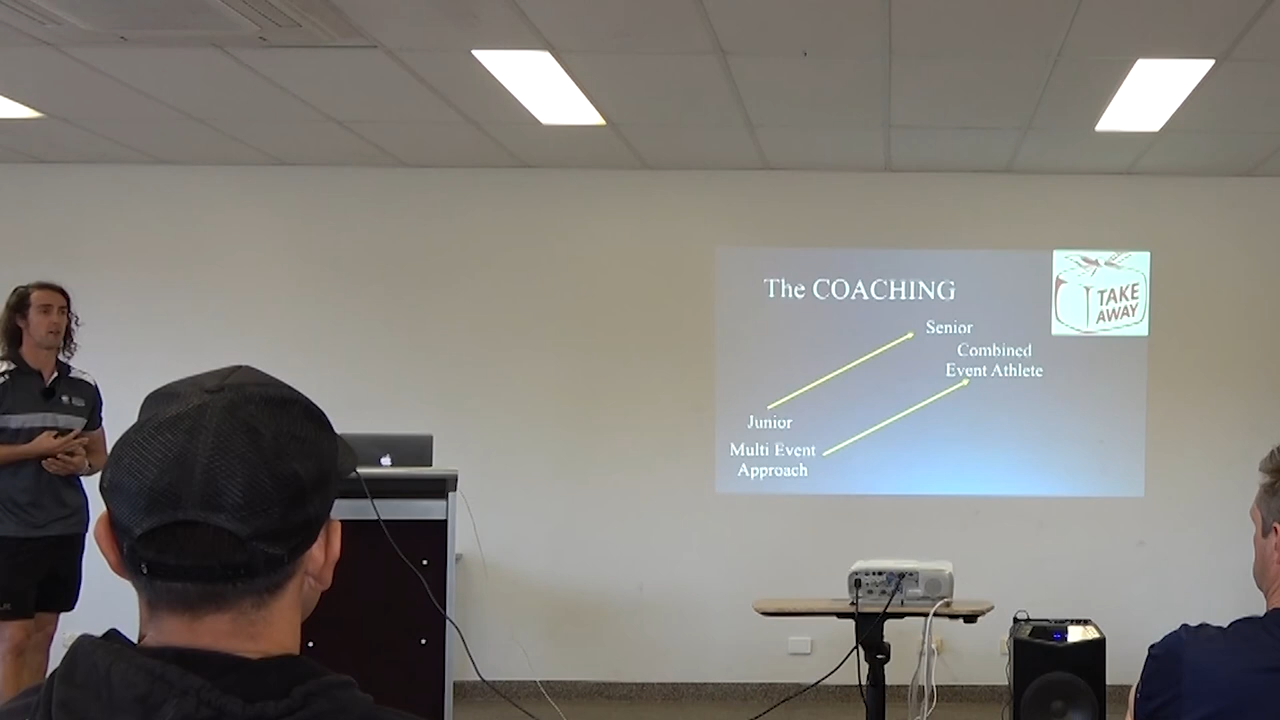 The COACHING
TAKE
AWAY
Senior
Combined
Event Athlete
Junior
Multi Event
Approach